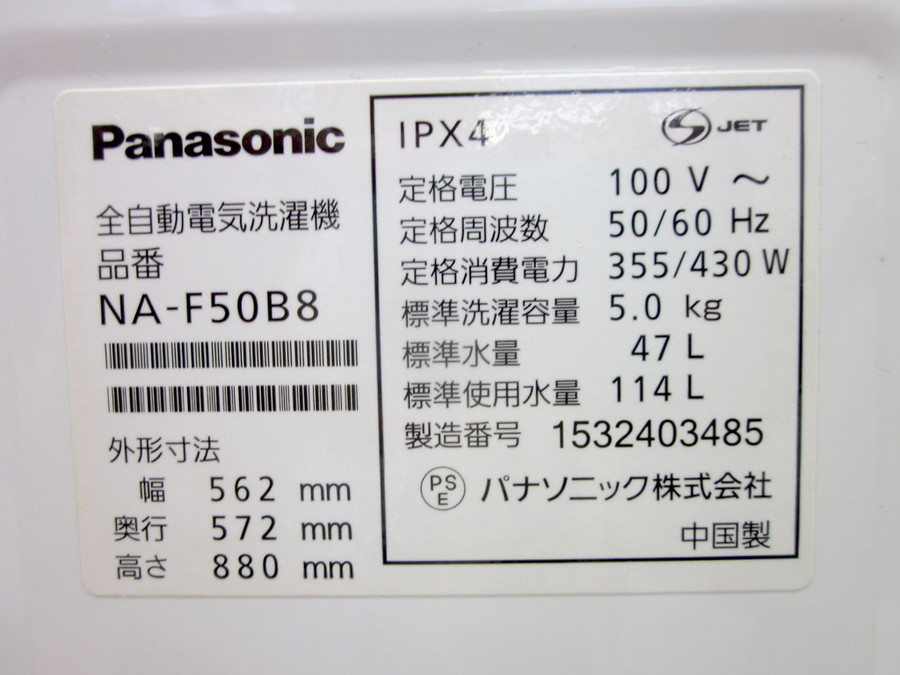 Panasonic
全自動電気洗濯機
品番
NA-F50B8
外形寸法
幅 562 mm
奥行 572 mm
高さ 880 mm
IPX4
S JET
定格電圧 100 V ～
定格周波数 50/60 Hz
定格消費電力 355/430 W
標準洗濯容量 5.0 kg
標準水量 47 L
標準使用水量 114 L
製造番号 1532403485
PS E パナソニック株式会社
中国製